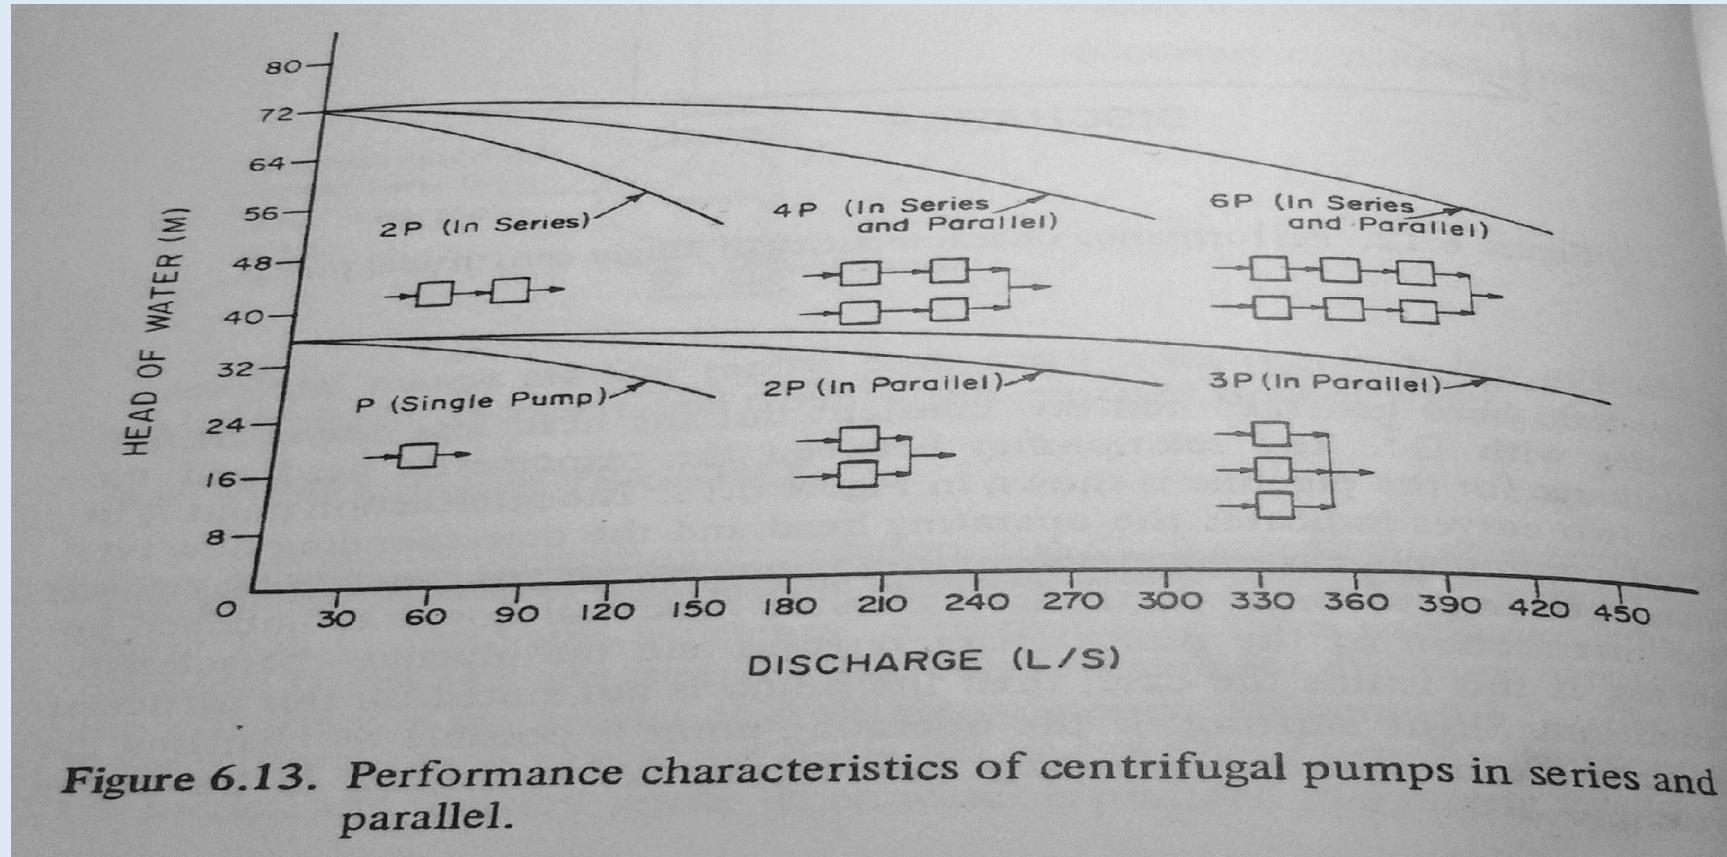 80
72
64
56
48
40
32
24
16
8
O
HEAD OF WATER (M)
2P (In Series)
4P (In Series
and Parallel)
6P (In Series
and Parallel)
P (Single Pump)
2P (In Parallel)
3P (In Parallel)
30 60 90 120 150 180 210 240 270 300 330 360 390 420 450
DISCHARGE (L/S)
Figure 6.13. Performance characteristics of centrifugal pumps in series and
parallel.